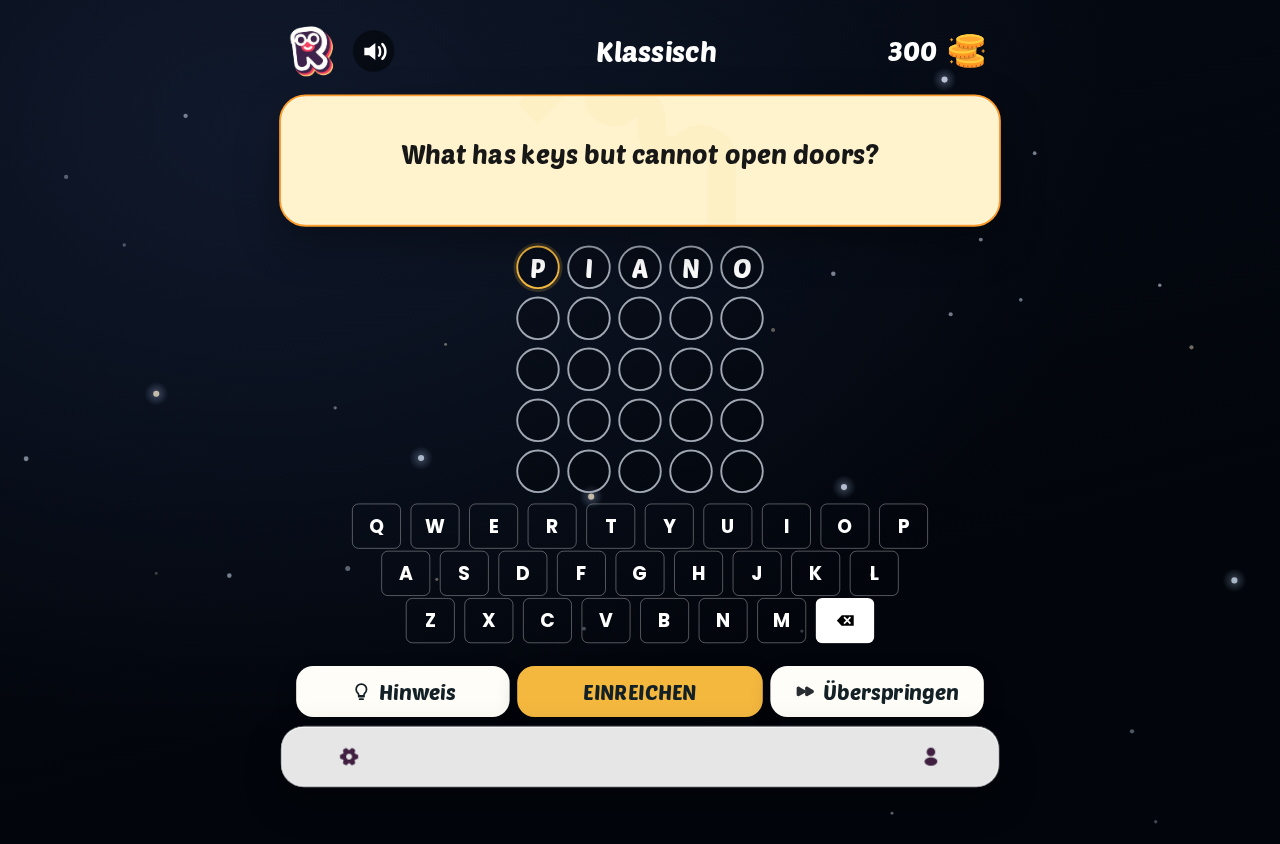 Klassisch
300
What has keys but cannot open doors?
P I A N O
Q W E R T Y U I O P
A S D F G H J K L
Z X C V B N M
Hinweis
EINREICHEN
Überspringen